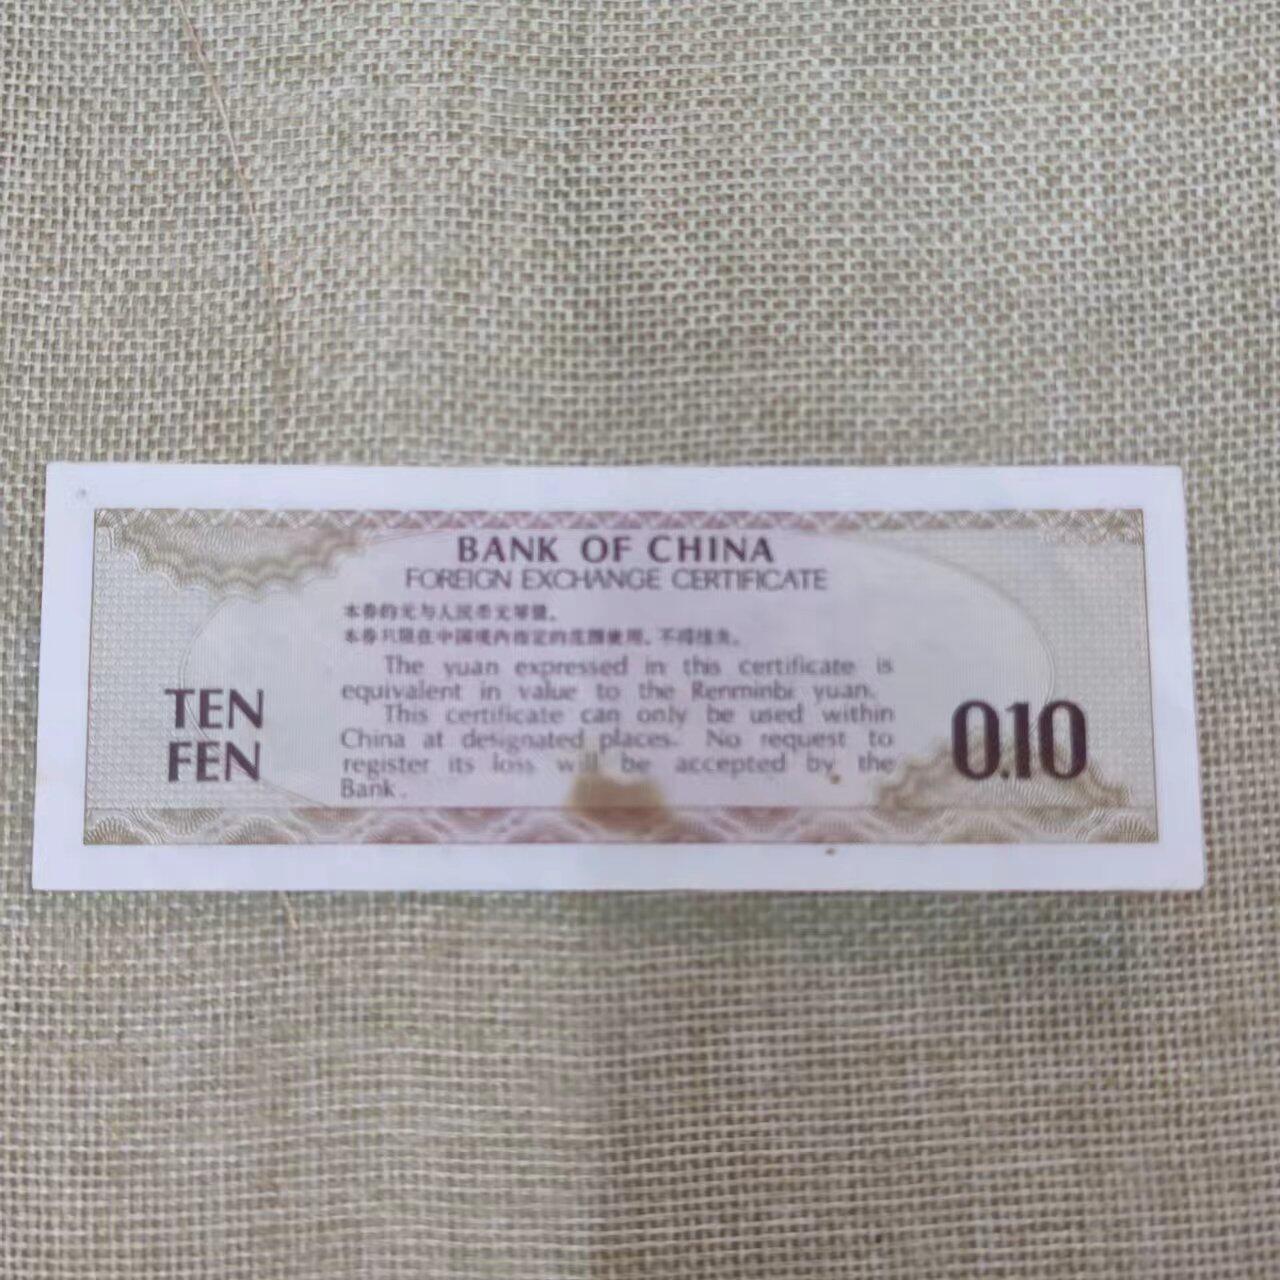 BANK OF CHINA
FOREIGN EXCHANGE CERTIFICATE
本券的元与人民币元等值。
本券只限在中国境内指定的范围使用，不得挂失。
The yuan expressed in this certificate is
equivalent in value to the Renminbi yuan.
This certificate can only be used within
China at designated places. No request to
register its loss will be accepted by the
Bank.
TEN
FEN
0.10